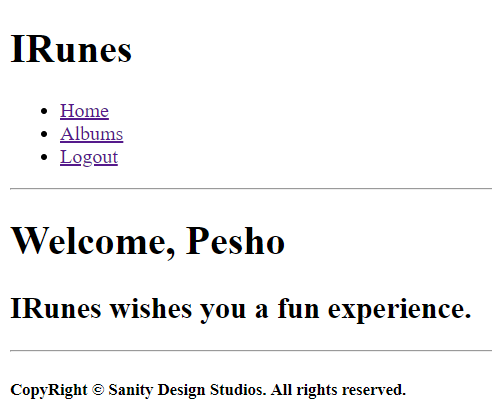 IRunes
Home
Albums
Logout
Welcome, Pesho
IRunes wishes you a fun experience.
CopyRight © Sanity Design Studios. All rights reserved.